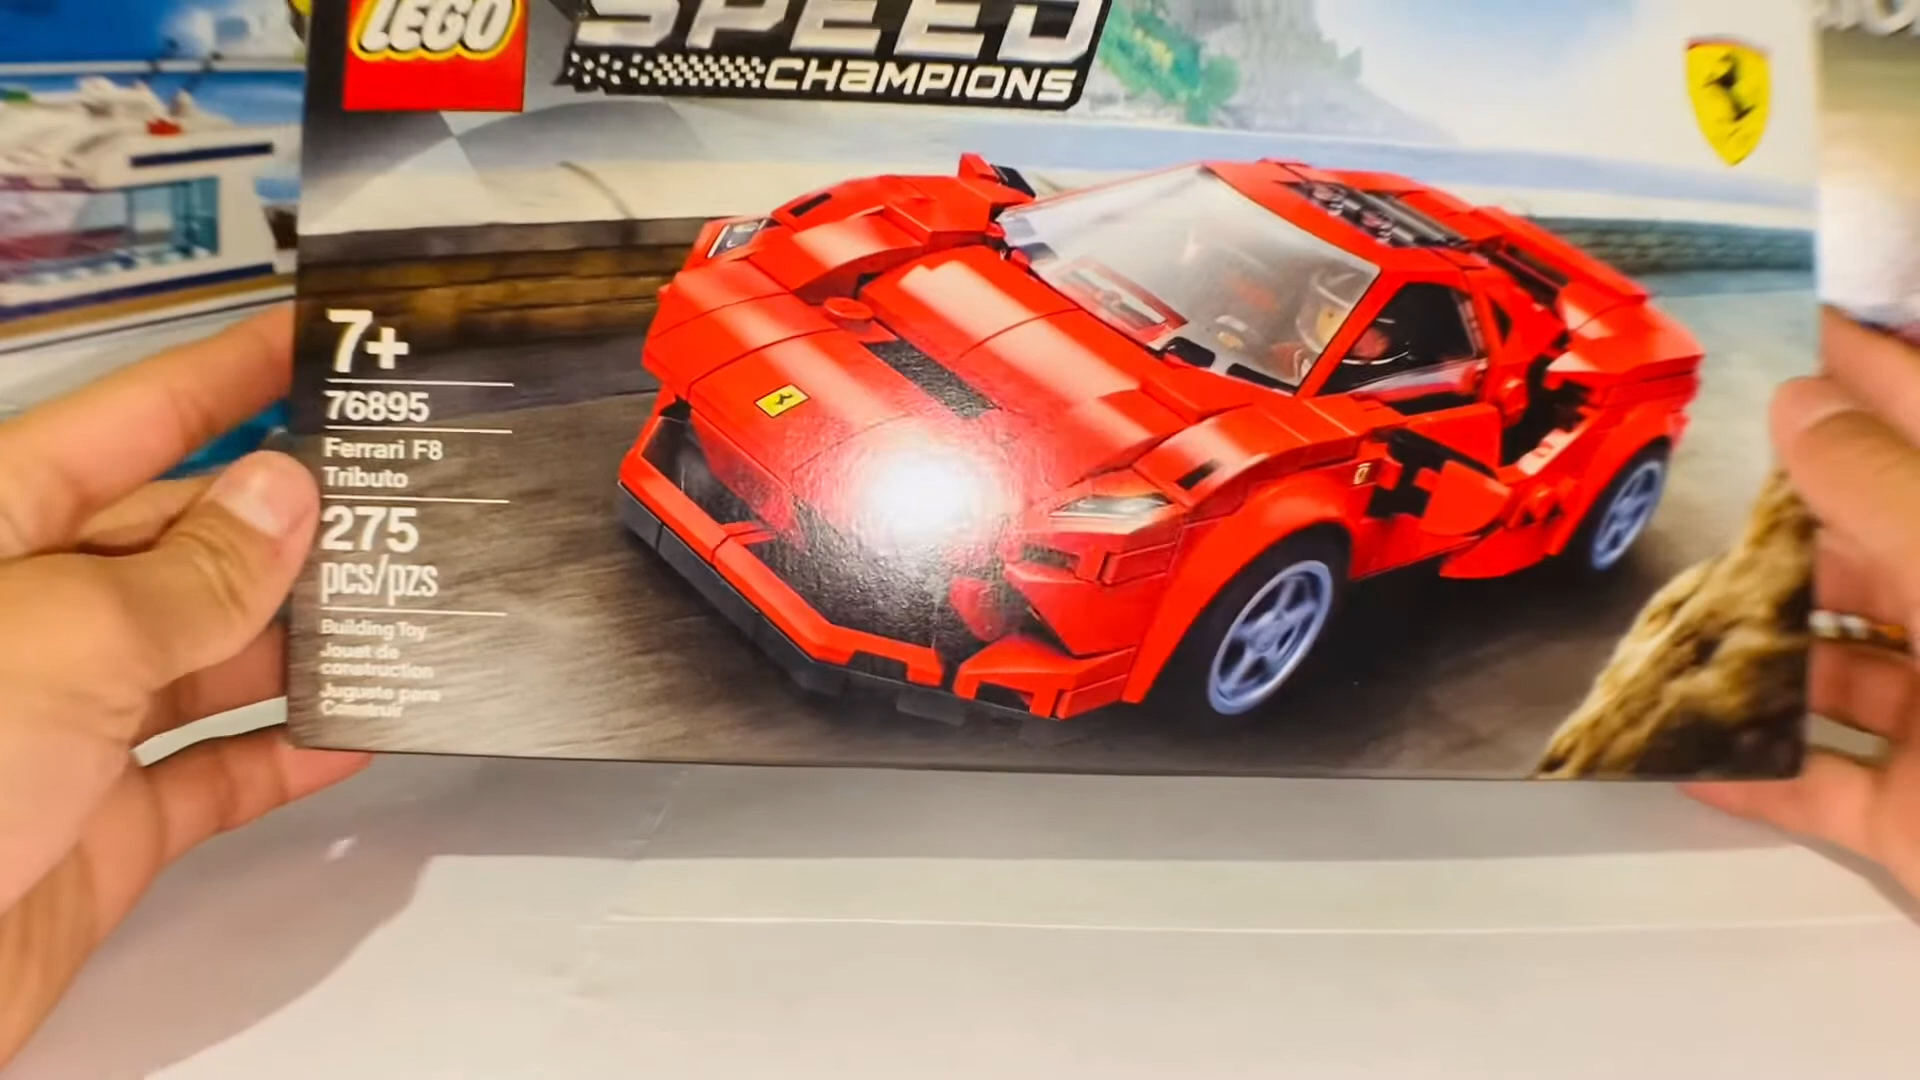 LEGO
SPEED
CHAMPIONS
7+
76895
Ferrari F8
Tributo
275
pcs/pzs
Building Toy
Jouet de
construction
Juguete para
Construir